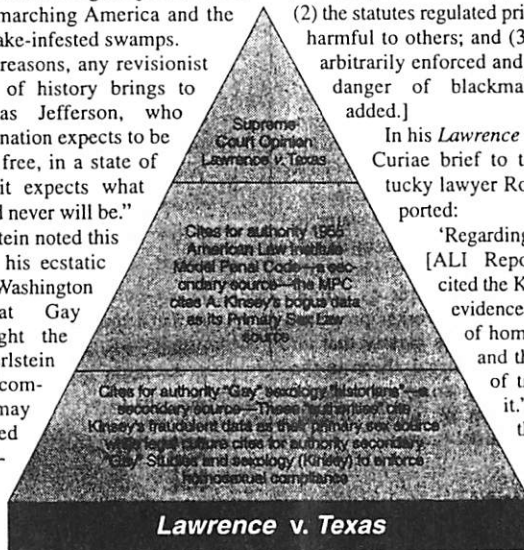 marching America and the
ake-infested swamps.
reasons, any revisionist
of history brings to
as Jefferson, who
nation expects to be
free, in a state of
it expects what
d never will be.”
tein noted this
his ecstatic
Washington
at Gay
ght the
rlstein
com-
may
ed
-
Supreme
Court Opinion
Lawrence v. Texas
Cites for authority 1955
American Law Institute
Model Penal Code—a sec-
ondary source—the MPC
cites A. Kinsey's bogus data
as its Primary Sex Law
source
Cites for authority "Gay" sexology "historians"—a
secondary source—These "authorities" cite
Kinsey's fraudulent data as their primary sex source
while legal culture cites for authority secondary
"Gay" Studies and sexology (Kinsey) to enforce
homosexual compliance
Lawrence v. Texas
(2) the statutes regulated pri
harmful to others; and (3
arbitrarily enforced and
danger of blackma
added.]
In his Lawrence
Curiae brief to t
tucky lawyer Ro
ported:
‘Regarding
[ALI Repo
cited the K
evidence
of hom
and th
of t
it.’
th